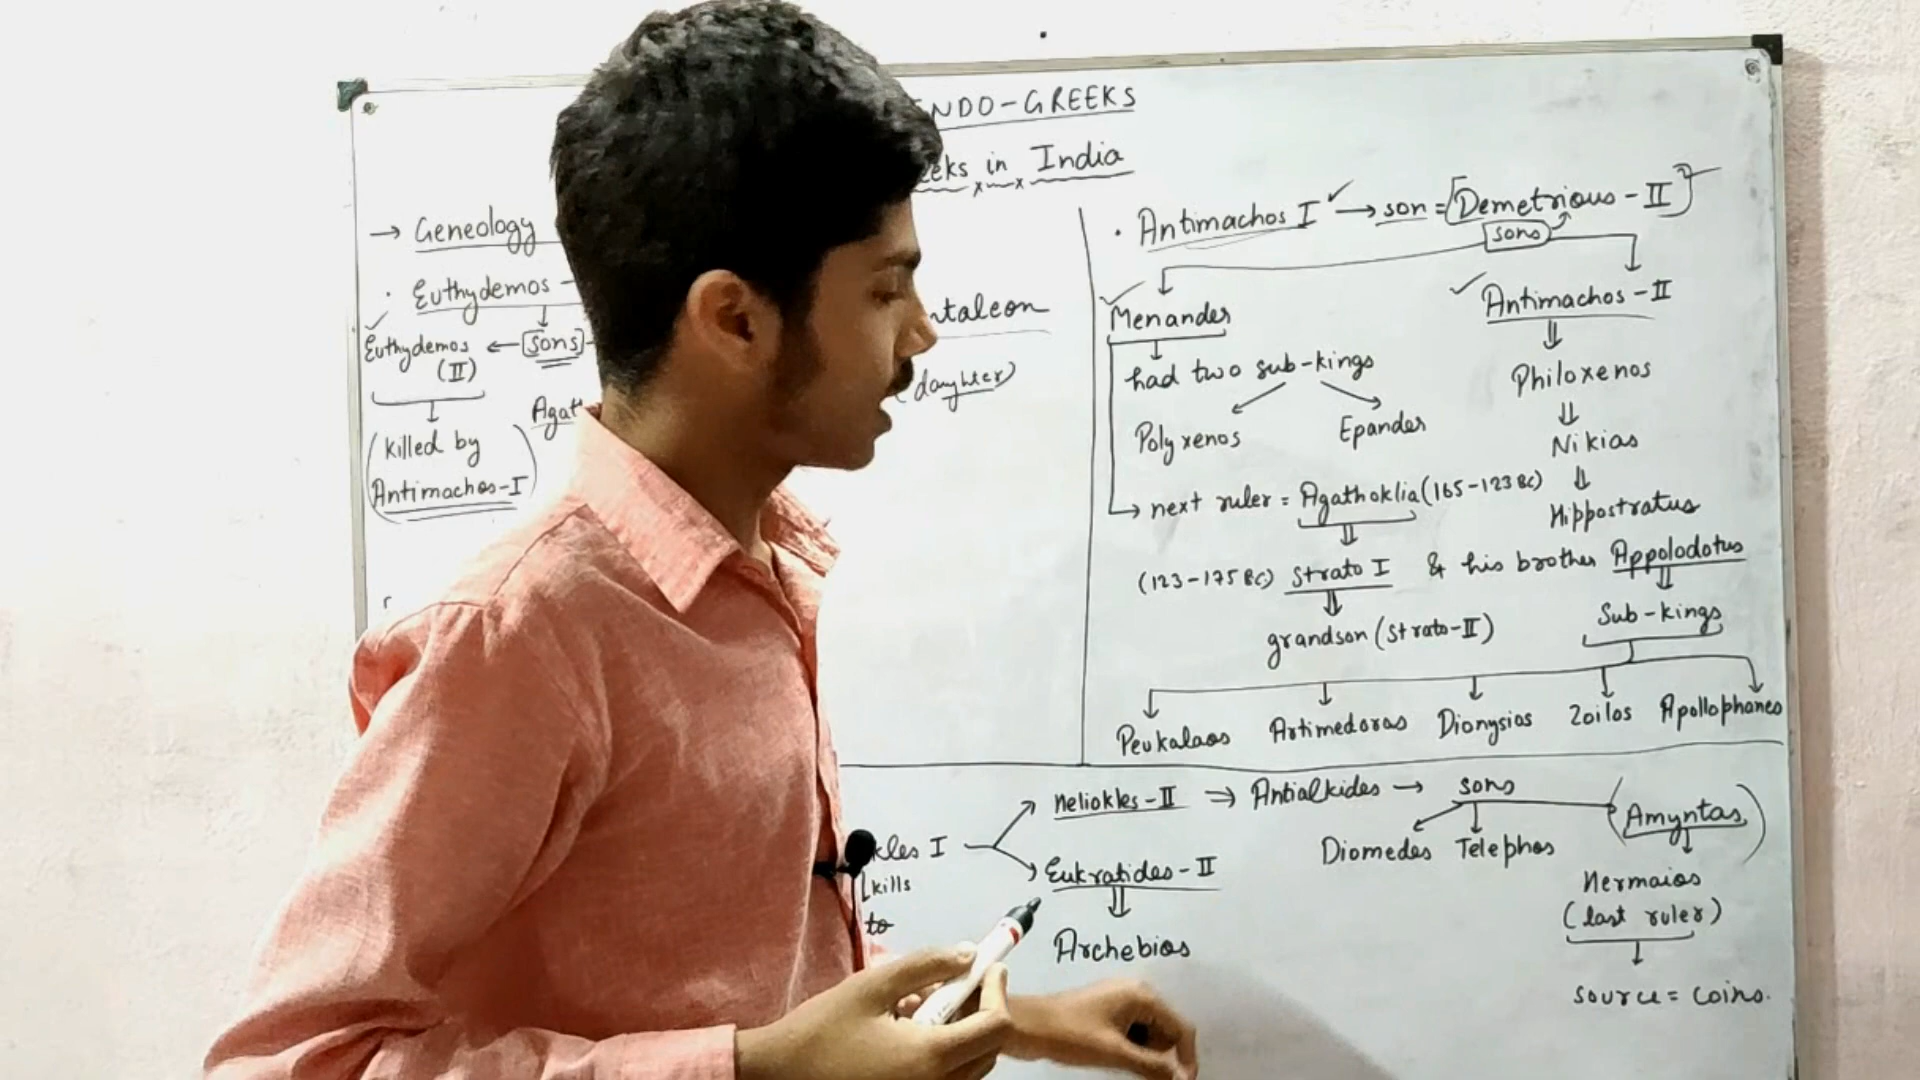 NDO-GREEKS
eeks in India
→ Geneology
· Euthydemos -
Euthydemos (II) ← sons -
(killed by
Antimachos-I)
Agat
ntaleon
(daughter)
· Antimachos I → son = [Demetrious-II]
sons
Menander
Antimachos-II
had two sub-kings
Philoxenos
Polyxenos Epander
Nikias
→ next ruler = Agathoklia (165-123 BC)
Hippostratus
(123-175 BC) Strato I & his brother Appolodotus
Sub-kings
grandson (Strato-II)
Peukalaos Artimedoras Dionysios Zoilos Apollophanes
kles I
kills
to
Heliokles-II ⇒ Antialkides → sons
Diomedes Telephos (Amyntas)
Eukratides-II
Archebios
Hermaios
(last ruler)
source = coins.